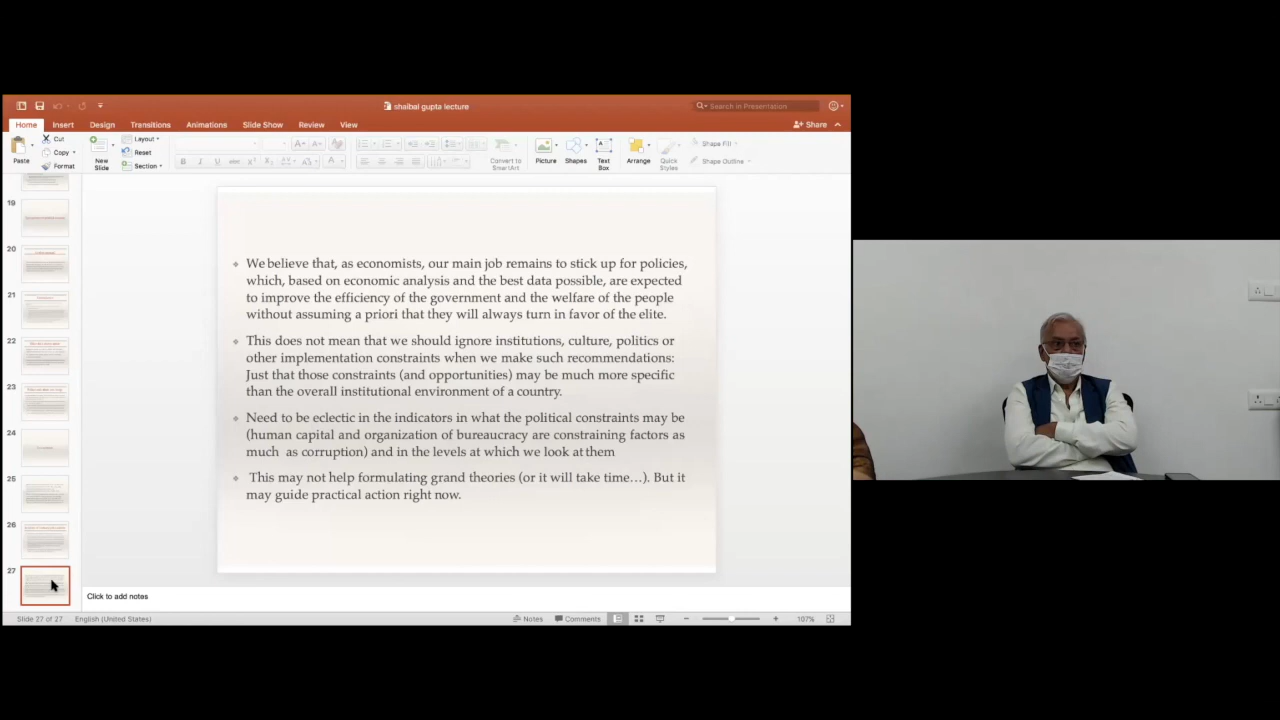 shaibal gupta lecture
Search in Presentation
Home Insert Design Transitions Animations Slide Show Review View
Share
Paste
Cut
Copy
Format
New
Slide
Layout
Reset
Section
Convert to
SmartArt
Picture
Shapes
Text
Box
Arrange
Quick
Styles
Shape Fill
Shape Outline
19
20
21
22
23
24
25
26
27
We believe that, as economists, our main job remains to stick up for policies,
which, based on economic analysis and the best data possible, are expected
to improve the efficiency of the government and the welfare of the people
without assuming a priori that they will always turn in favor of the elite.
This does not mean that we should ignore institutions, culture, politics or
other implementation constraints when we make such recommendations:
Just that those constraints (and opportunities) may be much more specific
than the overall institutional environment of a country.
Need to be eclectic in the indicators in what the political constraints may be
(human capital and organization of bureaucracy are constraining factors as
much as corruption) and in the levels at which we look at them
This may not help formulating grand theories (or it will take time…). But it
may guide practical action right now.
Click to add notes
Slide 27 of 27 English (United States) Notes Comments 107%